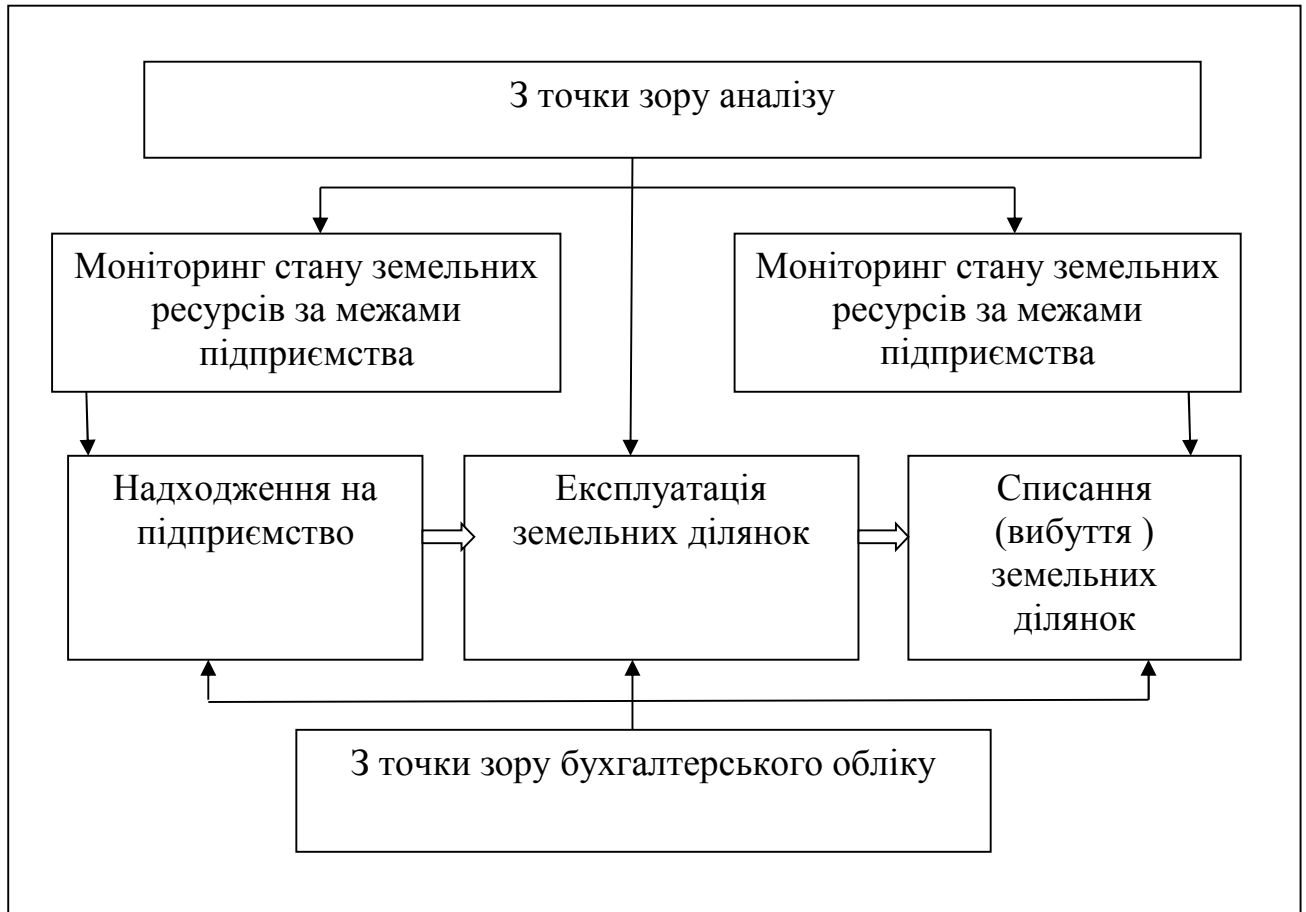 З точки зору аналізу
Моніторинг стану земельних
ресурсів за межами
підприємства
Моніторинг стану земельних
ресурсів за межами
підприємства
Надходження на
підприємство
Експлуатація
земельних ділянок
Списання
(вибуття )
земельних
ділянок
З точки зору бухгалтерського обліку